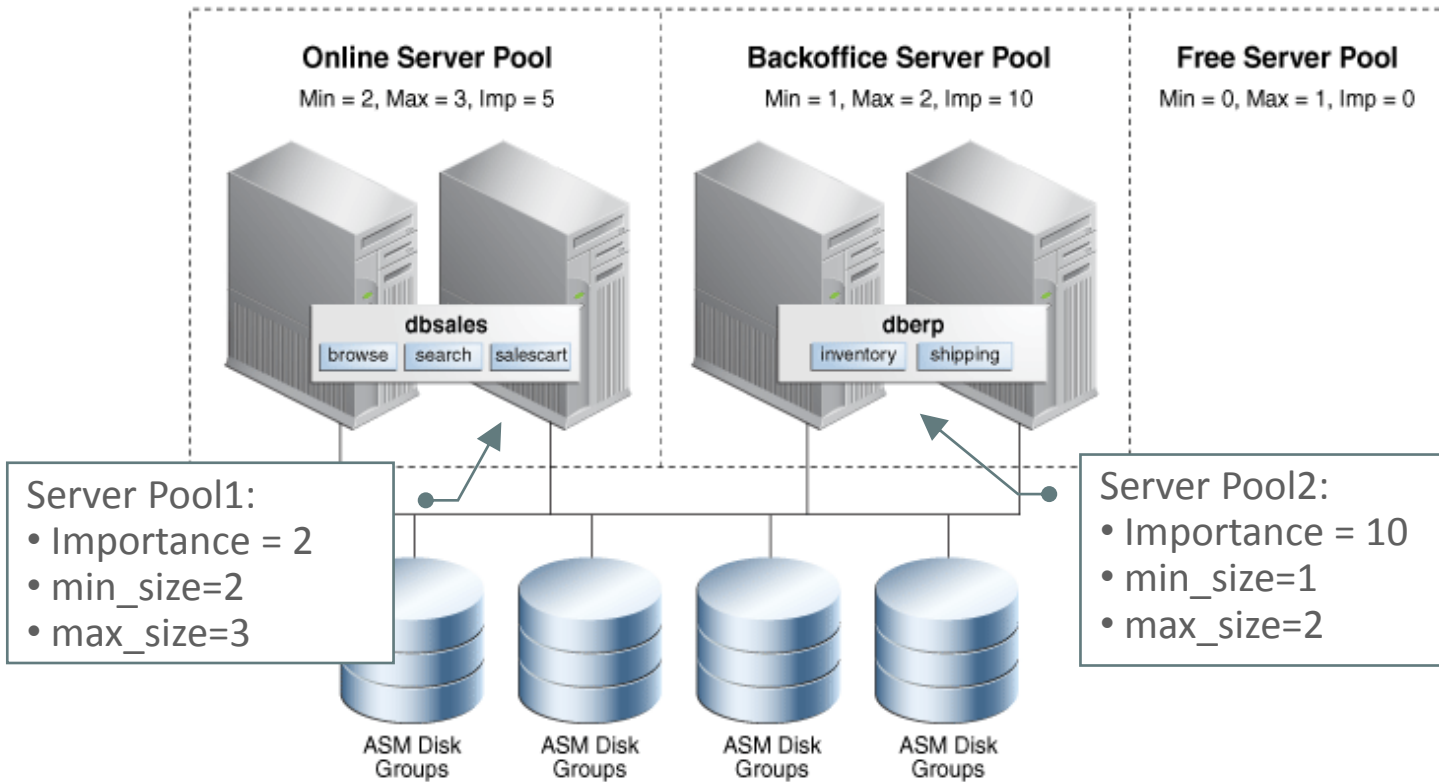 Online Server Pool
Min = 2, Max = 3, Imp = 5
Backoffice Server Pool
Min = 1, Max = 2, Imp = 10
Free Server Pool
Min = 0, Max = 1, Imp = 0
dbsales
browse
search
salescart
dberp
inventory
shipping
Server Pool1:
• Importance = 2
• min_size=2
• max_size=3
Server Pool2:
• Importance = 10
• min_size=1
• max_size=2
ASM Disk
Groups
ASM Disk
Groups
ASM Disk
Groups
ASM Disk
Groups